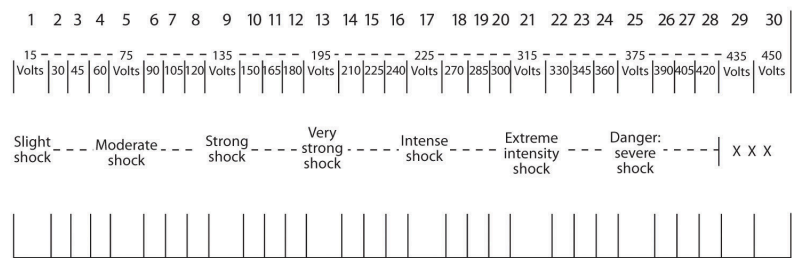 1 2 3 4 5 6 7 8 9 10 11 12 13 14 15 16 17 18 19 20 21 22 23 24 25 26 27 28 29 30
15 75 135 195 225 315 375 435 450
Volts 30 45 60 Volts 90 105 120 Volts 150 165 180 Volts 210 225 240 Volts 270 285 300 Volts 330 345 360 Volts 390 405 420 Volts Volts
Slight
shock
Moderate
shock
Strong
shock
Very
strong
shock
Intense
shock
Extreme
intensity
shock
Danger:
severe
shock
X X X